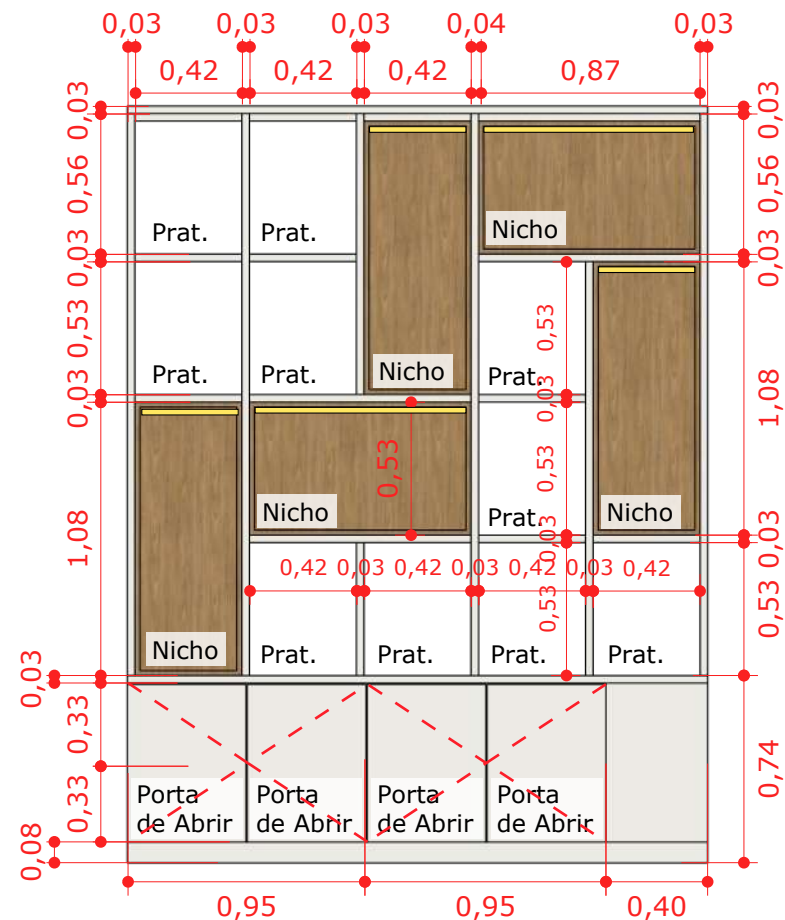 0,03 0,03 0,03 0,04 0,03
0,42 0,42 0,42 0,87
0,03 0,03
0,56 0,56
Prat. Prat. Nicho
0,03 0,03
0,53 0,53
Prat. Prat. Nicho Prat.
0,03 0,03 1,08
0,53 0,53
Nicho Prat. Nicho
1,08 0,03 0,03
0,42 0,03 0,42 0,03 0,42 0,03 0,42
0,53 0,53
Nicho Prat. Prat. Prat. Prat.
0,03
0,33
0,74
Porta Porta Porta Porta
de Abrir de Abrir de Abrir de Abrir
0,33
0,08
0,95 0,95 0,40